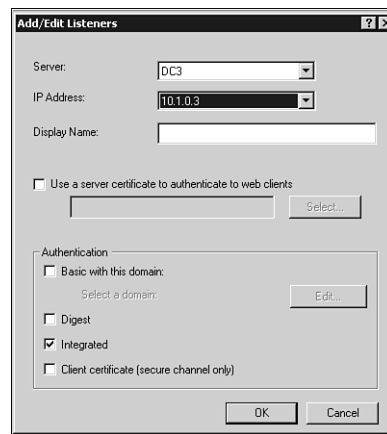 Add/Edit Listeners
Server: DC3
IP Address: 10.1.0.3
Display Name:
Use a server certificate to authenticate to web clients
Select...
Authentication
Basic with this domain:
Select a domain: Edit...
Digest
Integrated
Client certificate (secure channel only)
OK Cancel